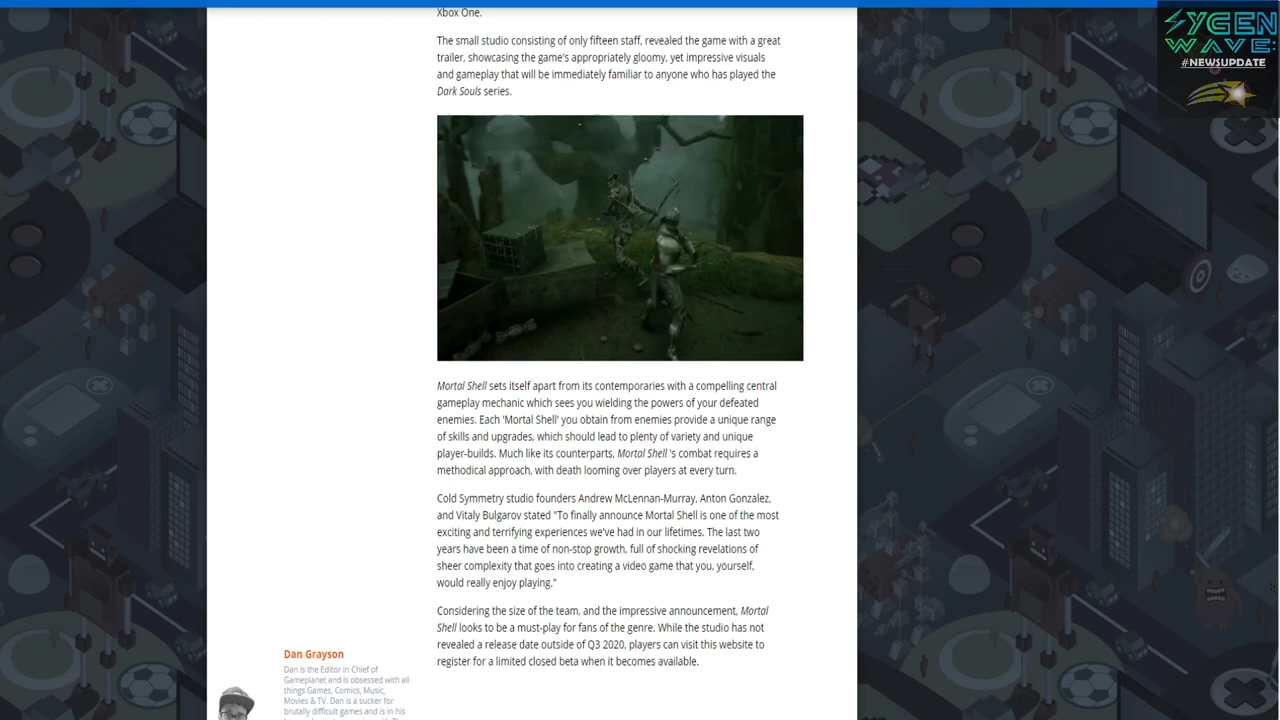 Xbox One.
The small studio consisting of only fifteen staff, revealed the game with a great
trailer, showcasing the game's appropriately gloomy, yet impressive visuals
and gameplay that will be immediately familiar to anyone who has played the
Dark Souls series.
Mortal Shell sets itself apart from its contemporaries with a compelling central
gameplay mechanic which sees you wielding the powers of your defeated
enemies. Each 'Mortal Shell' you obtain from enemies provide a unique range
of skills and upgrades, which should lead to plenty of variety and unique
player-builds. Much like its counterparts, Mortal Shell 's combat requires a
methodical approach, with death looming over players at every turn.
Cold Symmetry studio founders Andrew McLennan-Murray, Anton Gonzalez,
and Vitaly Bulgarov stated "To finally announce Mortal Shell is one of the most
exciting and terrifying experiences we've had in our lifetimes. The last two
years have been a time of non-stop growth, full of shocking revelations of
sheer complexity that goes into creating a video game that you, yourself,
would really enjoy playing."
Considering the size of the team, and the impressive announcement, Mortal
Shell looks to be a must-play for fans of the genre. While the studio has not
revealed a release date outside of Q3 2020, players can visit this website to
register for a limited closed beta when it becomes available.
Dan Grayson
Dan is the Editor in Chief of
Gameplanet and is obsessed with all
things Games, Comics, Music,
Movies & TV. Dan is a sucker for
brutally difficult games and is in his
SYGEN
WAVE:
#NEWSUPDATE